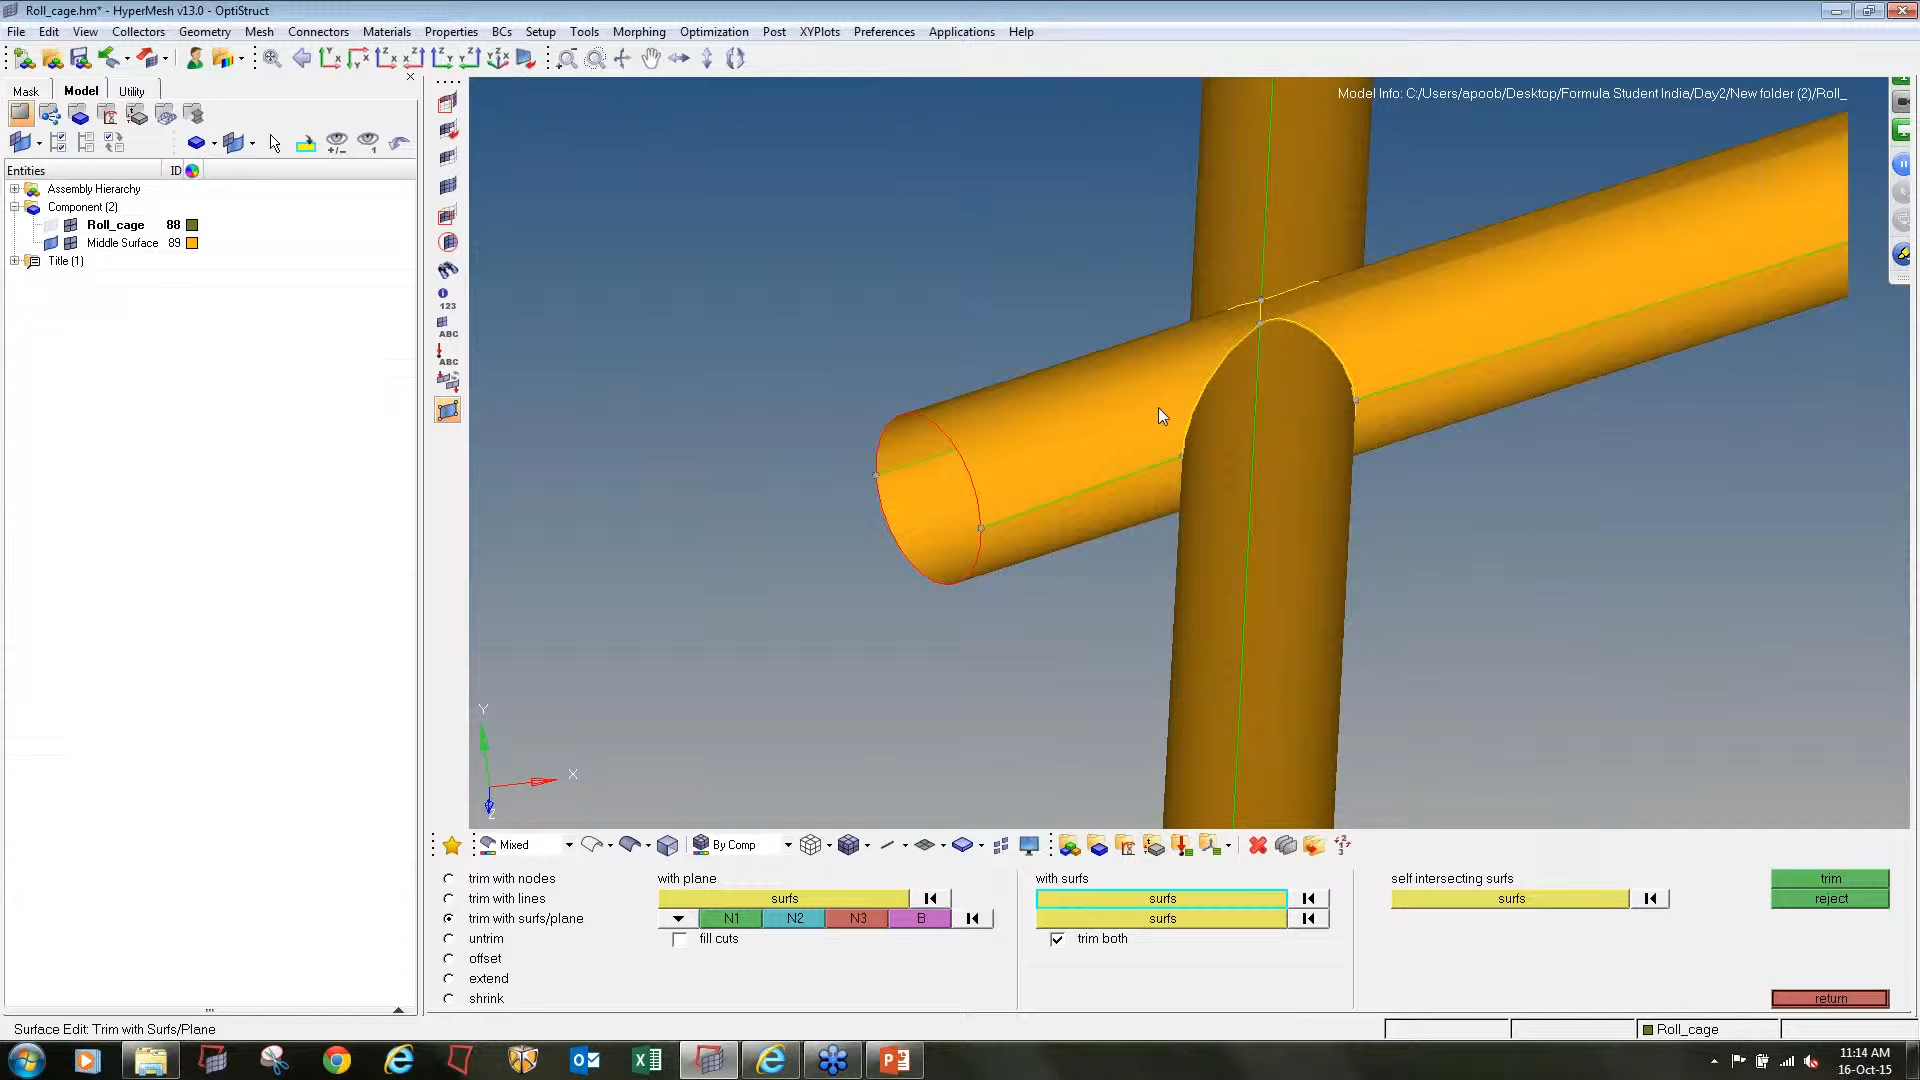 Roll_cage.hm* - HyperMesh v13.0 - OptiStruct
File Edit View Collectors Geometry Mesh Connectors Materials Properties BCs Setup Tools Morphing Optimization Post XYPlots Preferences Applications Help
Mask Model Utility
Model Info: C:/Users/apoob/Desktop/Formula Student India/Day2/New folder (2)/Roll_
Entities ID
Assembly Hierarchy
Component (2)
Roll_cage 88
Middle Surface 89
Title (1)
123
ABC
ABC
Y
X
Z
Mixed By Comp
trim with nodes
trim with lines
trim with surfs/plane
untrim
offset
extend
shrink
with plane
surfs
N1 N2 N3 B
fill cuts
with surfs
surfs
surfs
trim both
self intersecting surfs
surfs
trim
reject
return
Surface Edit: Trim with Surfs/Plane
Roll_cage
11:14 AM
16-Oct-15